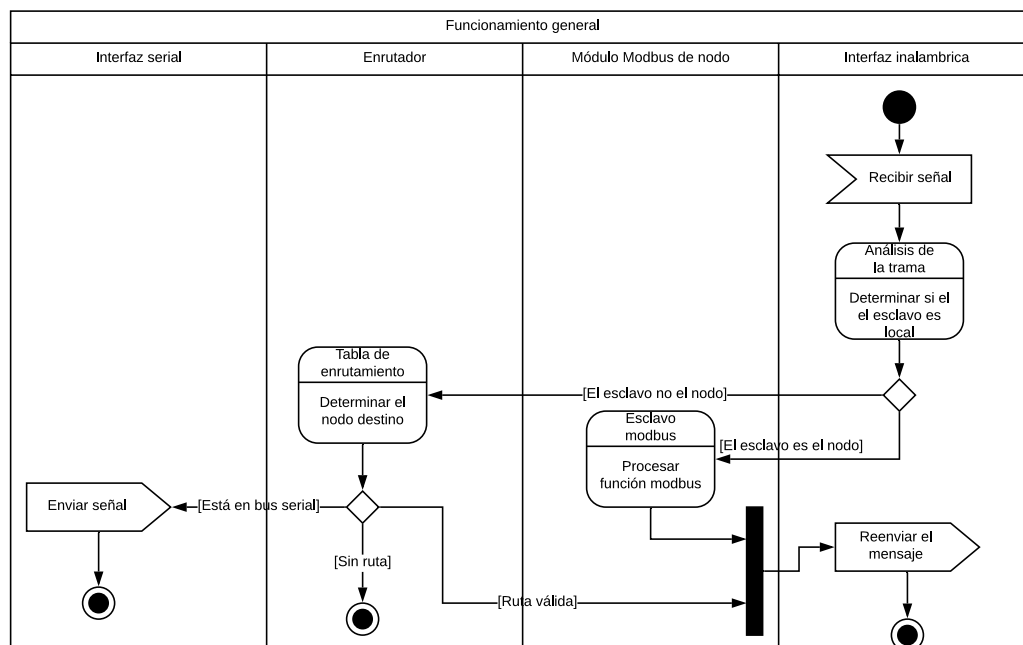 Funcionamiento general
Interfaz serial
Enrutador
Módulo Modbus de nodo
Interfaz inalambrica
Recibir señal
Análisis de
la trama
Determinar si el
el esclavo es
local
Tabla de
enrutamiento
Determinar el
nodo destino
[El esclavo no el nodo]
Esclavo
modbus
[El esclavo es el nodo]
Procesar
función modbus
Enviar señal
[Está en bus serial]
[Sin ruta]
[Ruta válida]
Reenviar el
mensaje